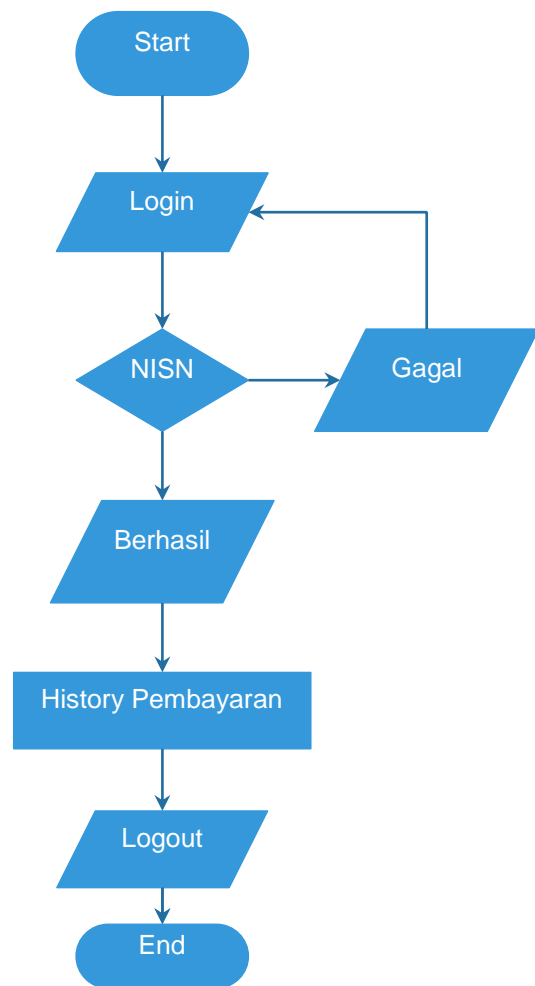 Start
Login
NISN
Gagal
Berhasil
History Pembayaran
Logout
End